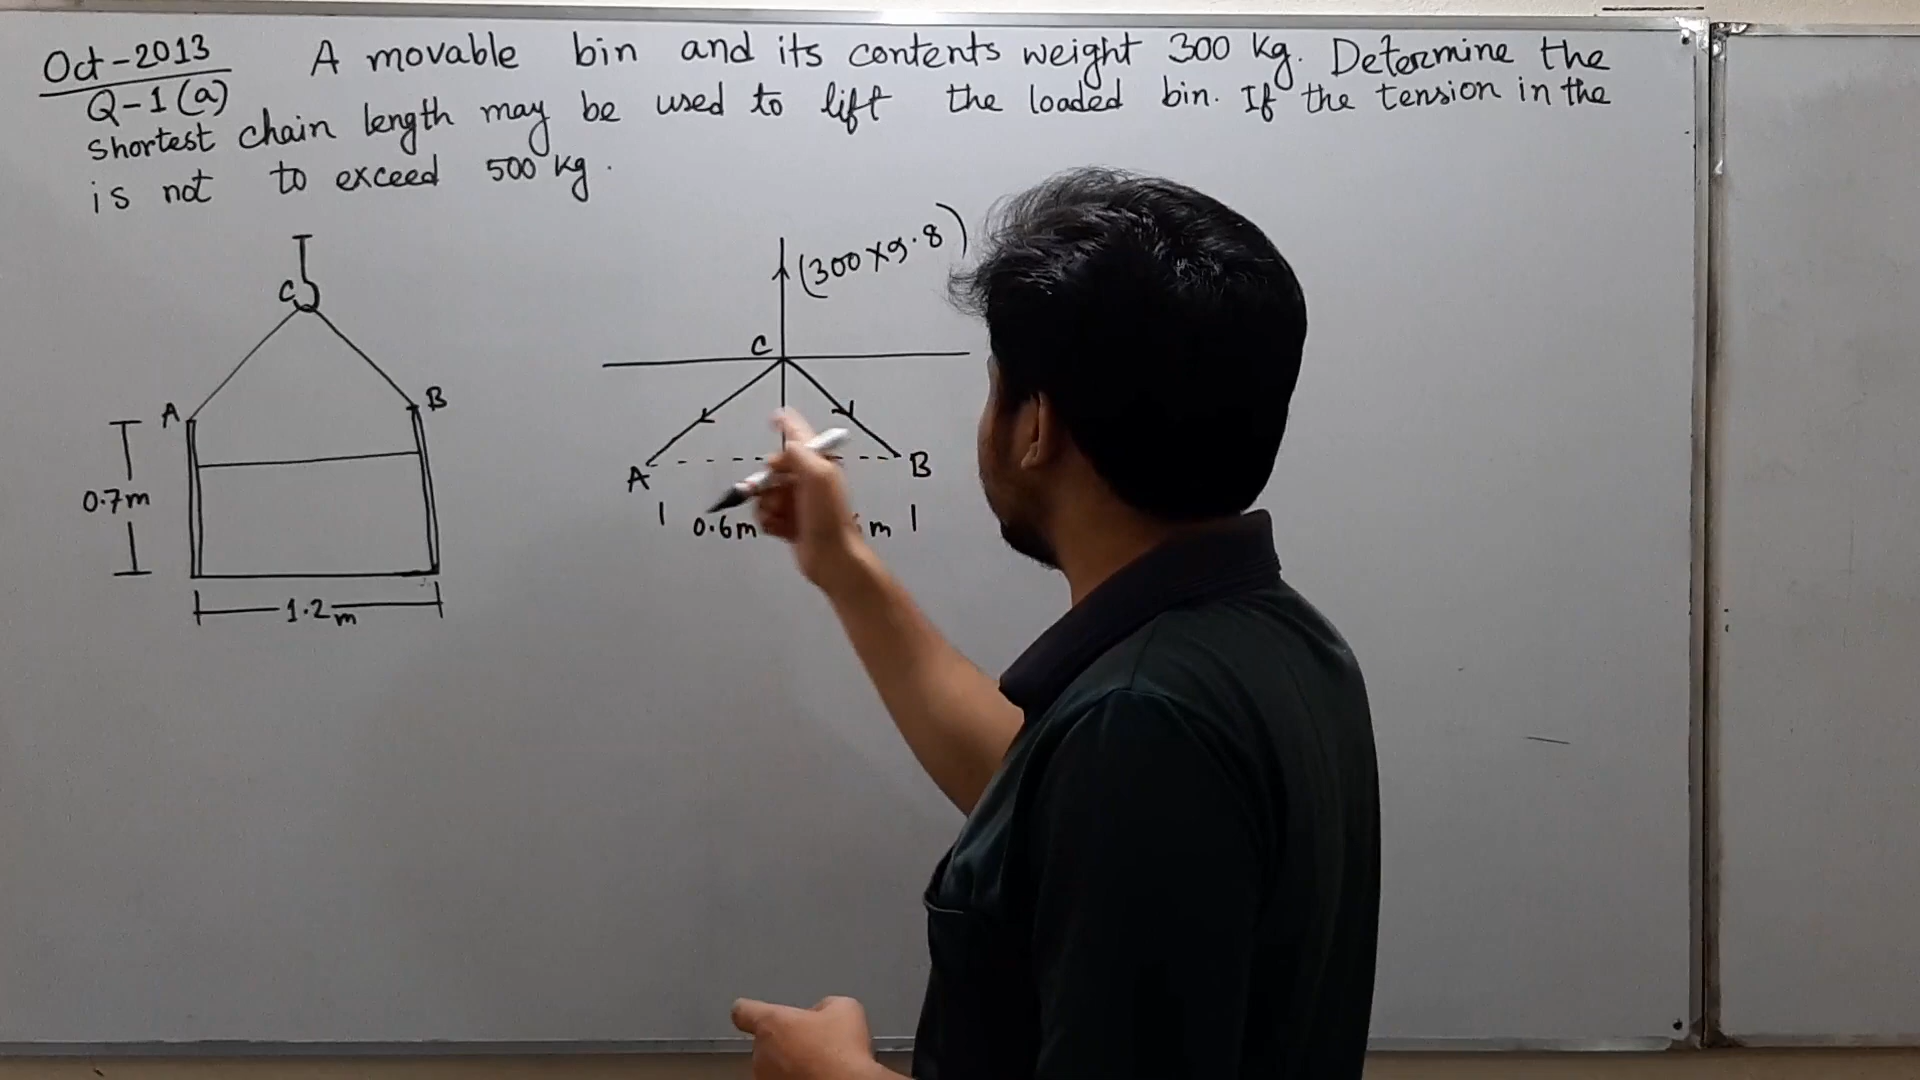 Oct-2013 A movable bin and its contents weight 300 kg. Determine the
Q-1(a)
shortest chain length may be used to lift the loaded bin. If the tension in the
is not to exceed 500 kg.
(300×9.8)
C
C
A B
A B
0.7m
0.6m m
1.2m